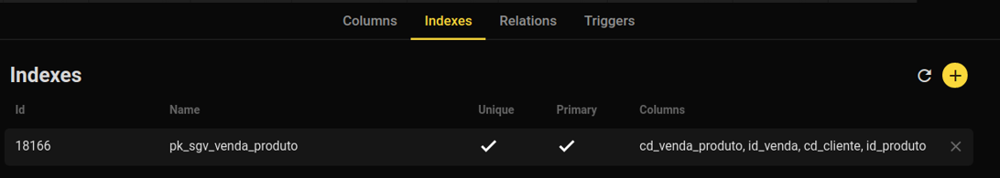 Columns Indexes Relations Triggers
Indexes
Id Name Unique Primary Columns
18166 pk_sgv_venda_produto cd_venda_produto, id_venda, cd_cliente, id_produto